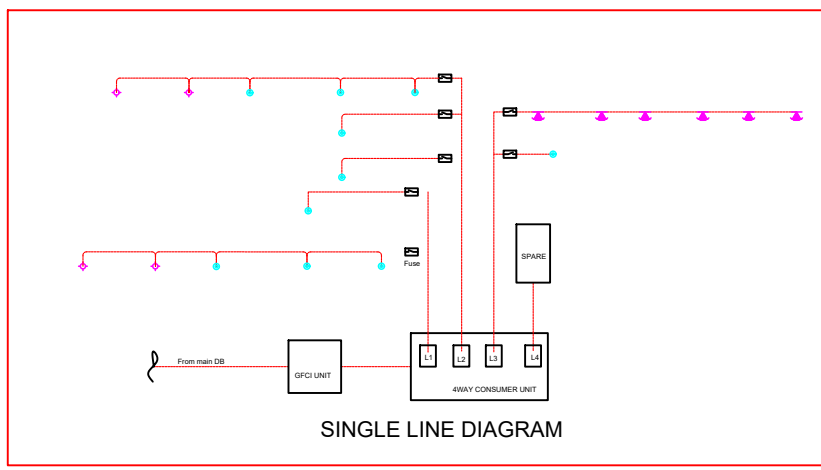 SPARE
Fuse
L1 L2 L3 L4
From main DB
GFCI UNIT
4WAY CONSUMER UNIT
SINGLE LINE DIAGRAM